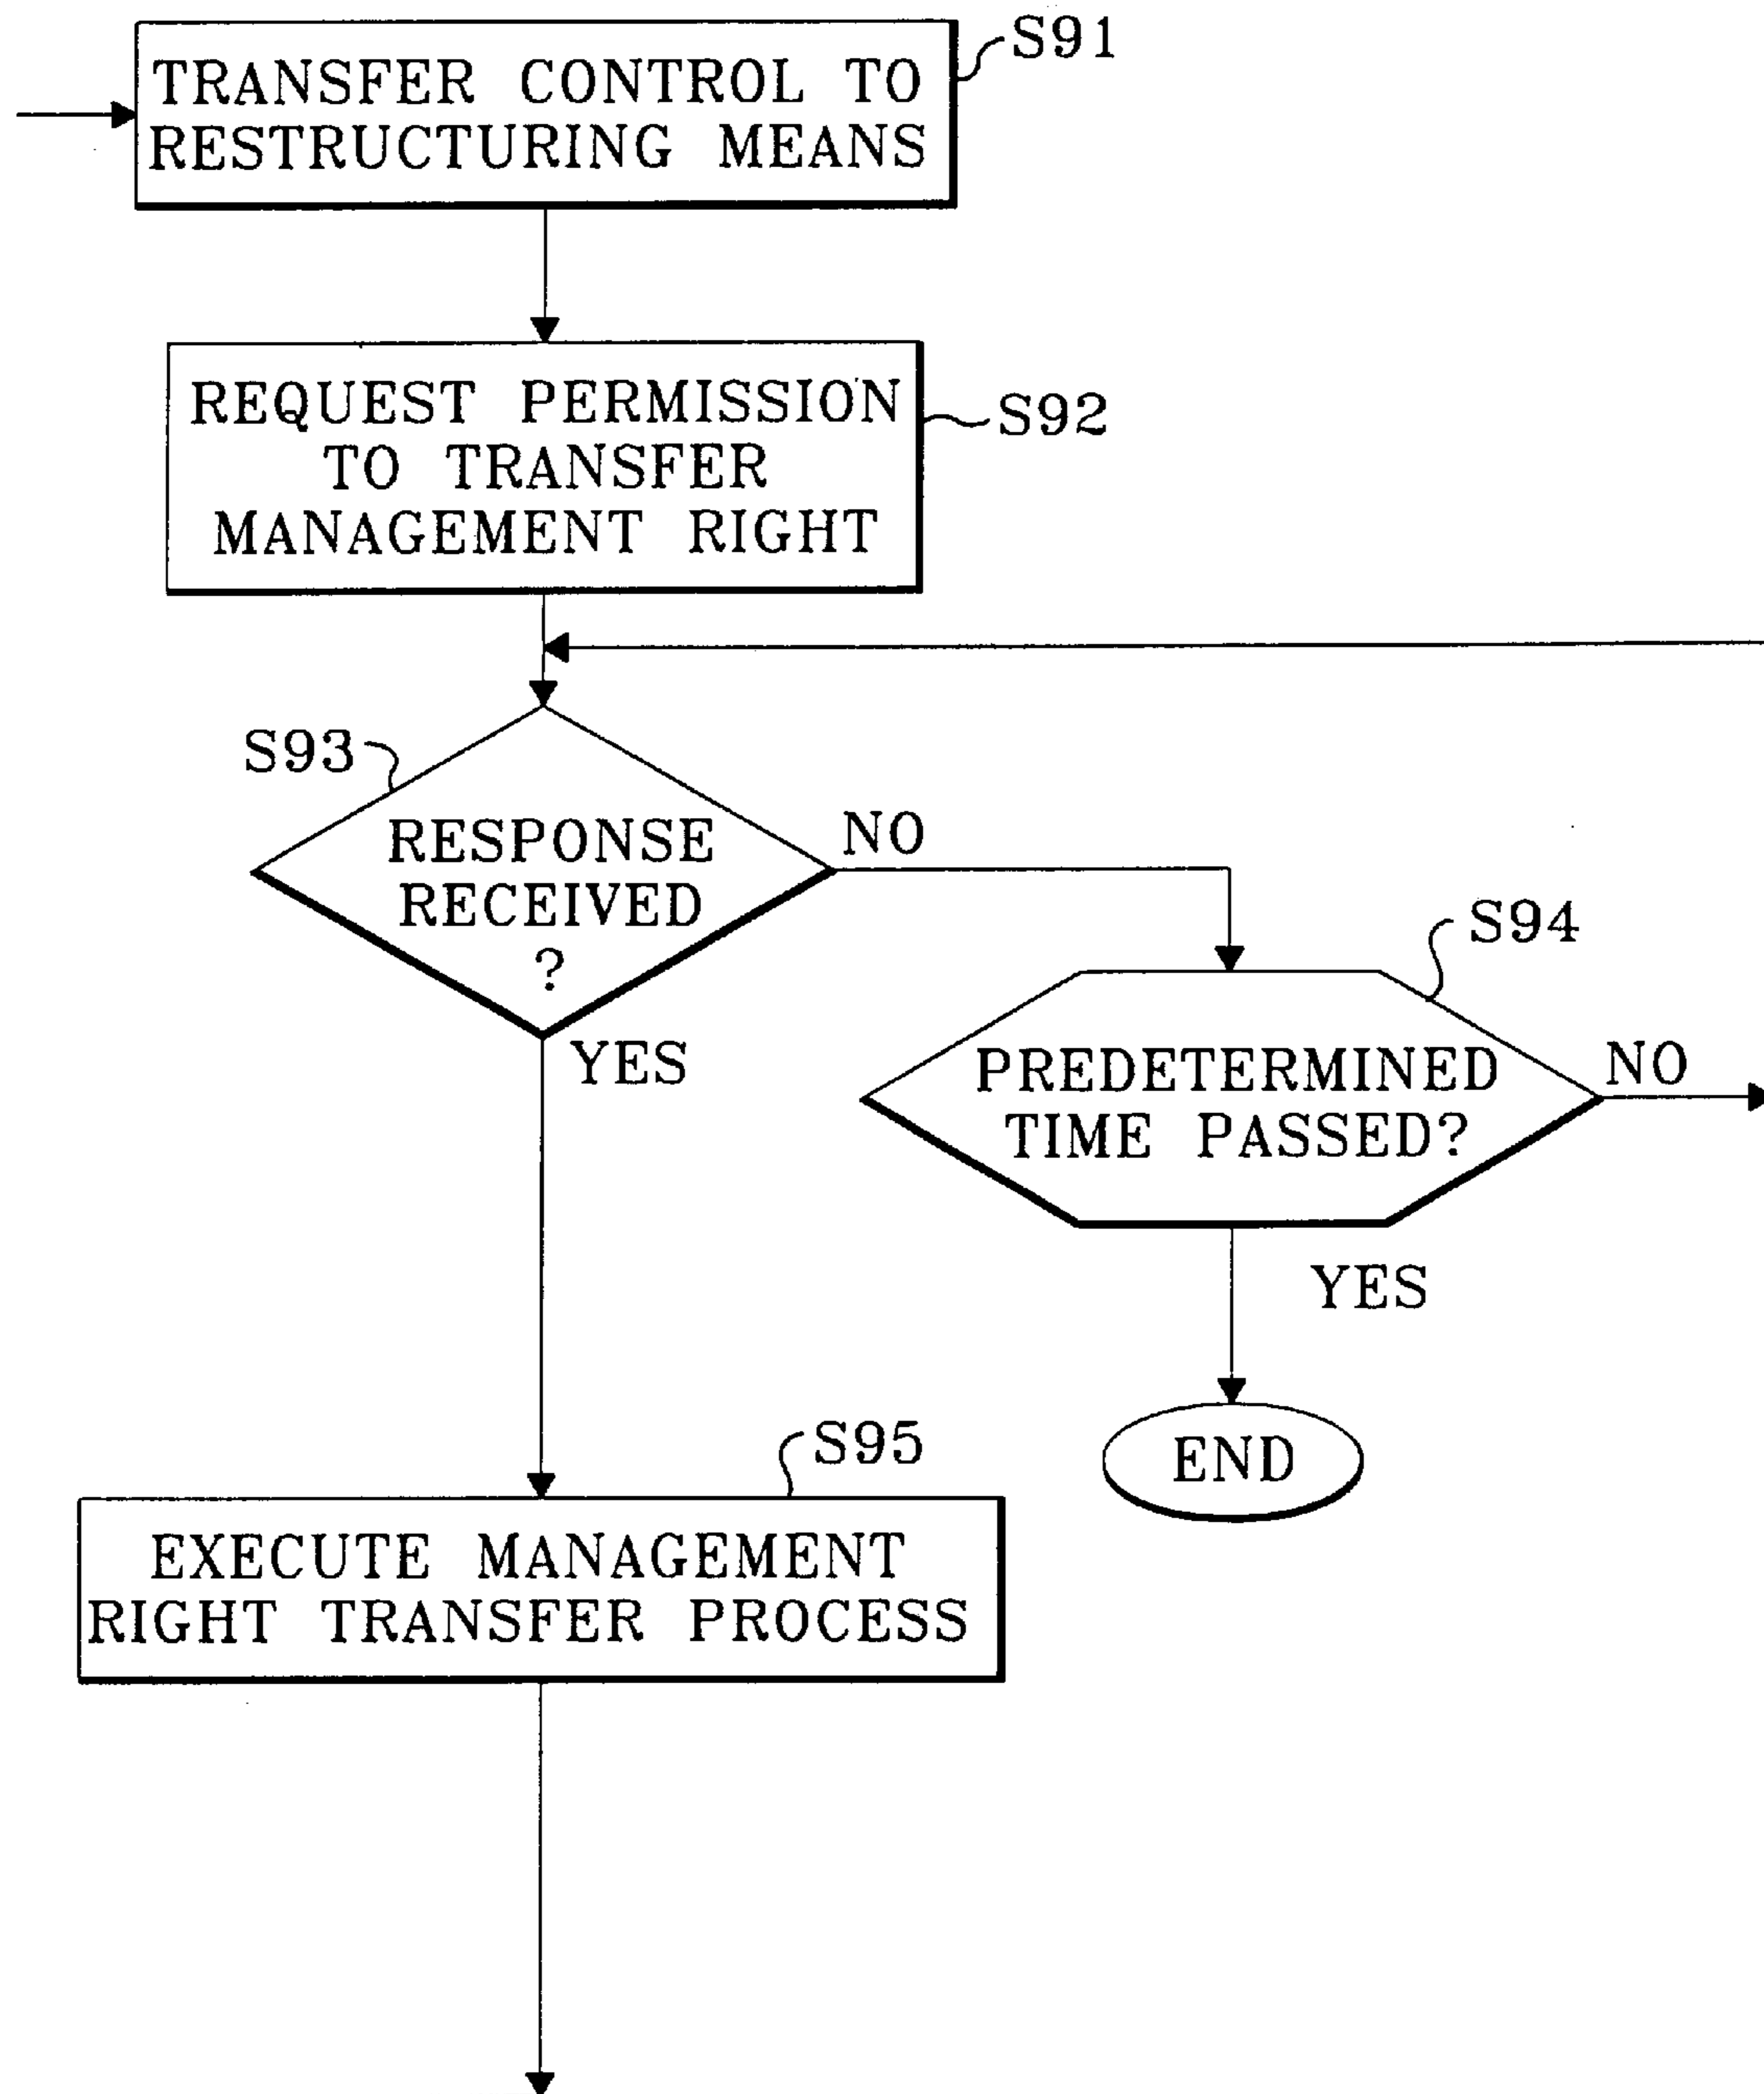 S91
TRANSFER CONTROL TO
RESTRUCTURING MEANS
REQUEST PERMISSION
TO TRANSFER
MANAGEMENT RIGHT
S92
S93
RESPONSE
RECEIVED
?
NO
YES
S94
PREDETERMINED
TIME PASSED?
NO
YES
END
S95
EXECUTE MANAGEMENT
RIGHT TRANSFER PROCESS